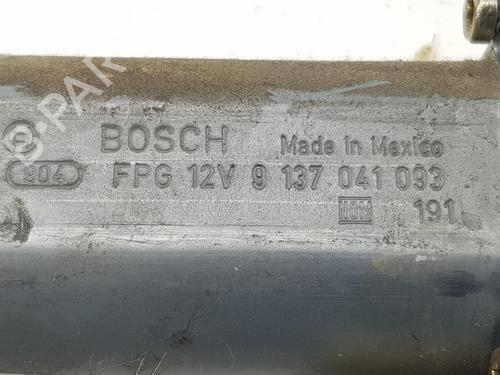 BOSCH Made in Mexico
904 FPG 12V 9 137 041 093
NOM 191
B-PARTS